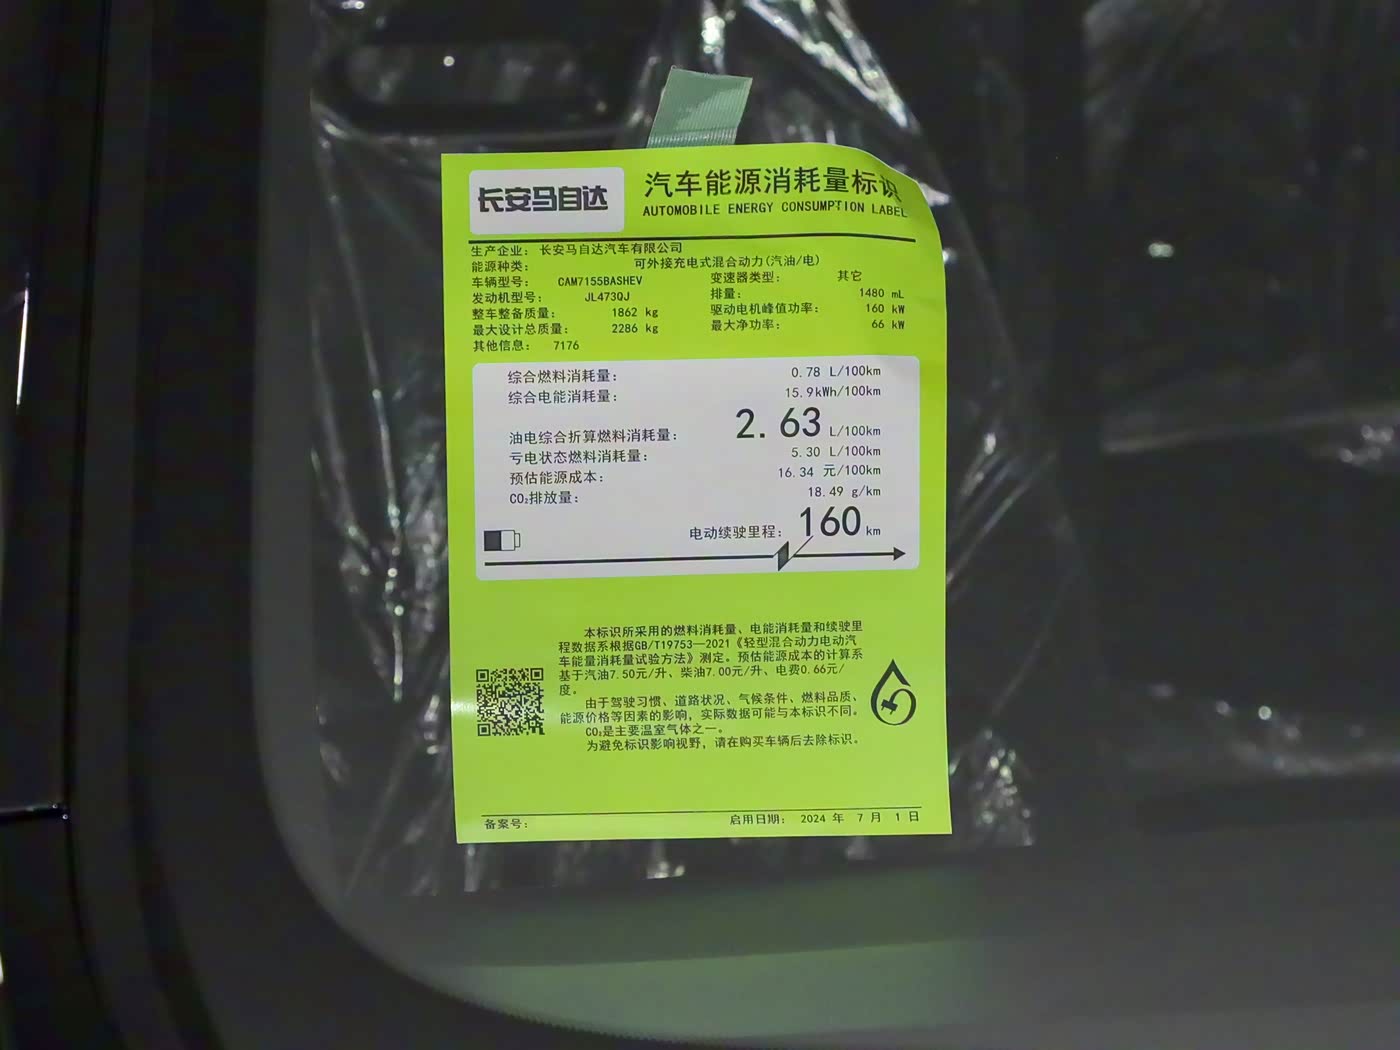 长安马自达
汽车能源消耗量标识
AUTOMOBILE ENERGY CONSUMPTION LABEL
生产企业: 长安马自达汽车有限公司
能源种类: 可外接充电式混合动力(汽油/电)
车辆型号: CAM7155BASHEV 变速器类型: 其它
发动机型号: JL473QJ 排量: 1480 mL
整车整备质量: 1862 kg 驱动电机峰值功率: 160 kW
最大设计总质量: 2286 kg 最大净功率: 66 kW
其他信息: 7176
综合燃料消耗量: 0.78 L/100km
综合电能消耗量: 15.9kWh/100km
油电综合折算燃料消耗量: 2.63 L/100km
亏电状态燃料消耗量: 5.30 L/100km
预估能源成本: 16.34 元/100km
CO₂排放量: 18.49 g/km
电动续驶里程: 160 km
本标识所采用的燃料消耗量、电能消耗量和续驶里
程数据系根据GB/T19753—2021《轻型混合动力电动汽
车能量消耗量试验方法》测定。预估能源成本的计算系
基于汽油7.50元/升、柴油7.00元/升、电费0.66元/
度。
由于驾驶习惯、道路状况、气候条件、燃料品质、
能源价格等因素的影响，实际数据可能与本标识不同。
CO₂是主要温室气体之一。
为避免标识影响视野，请在购买车辆后去除标识。
备案号: 启用日期: 2024 年 7 月 1 日